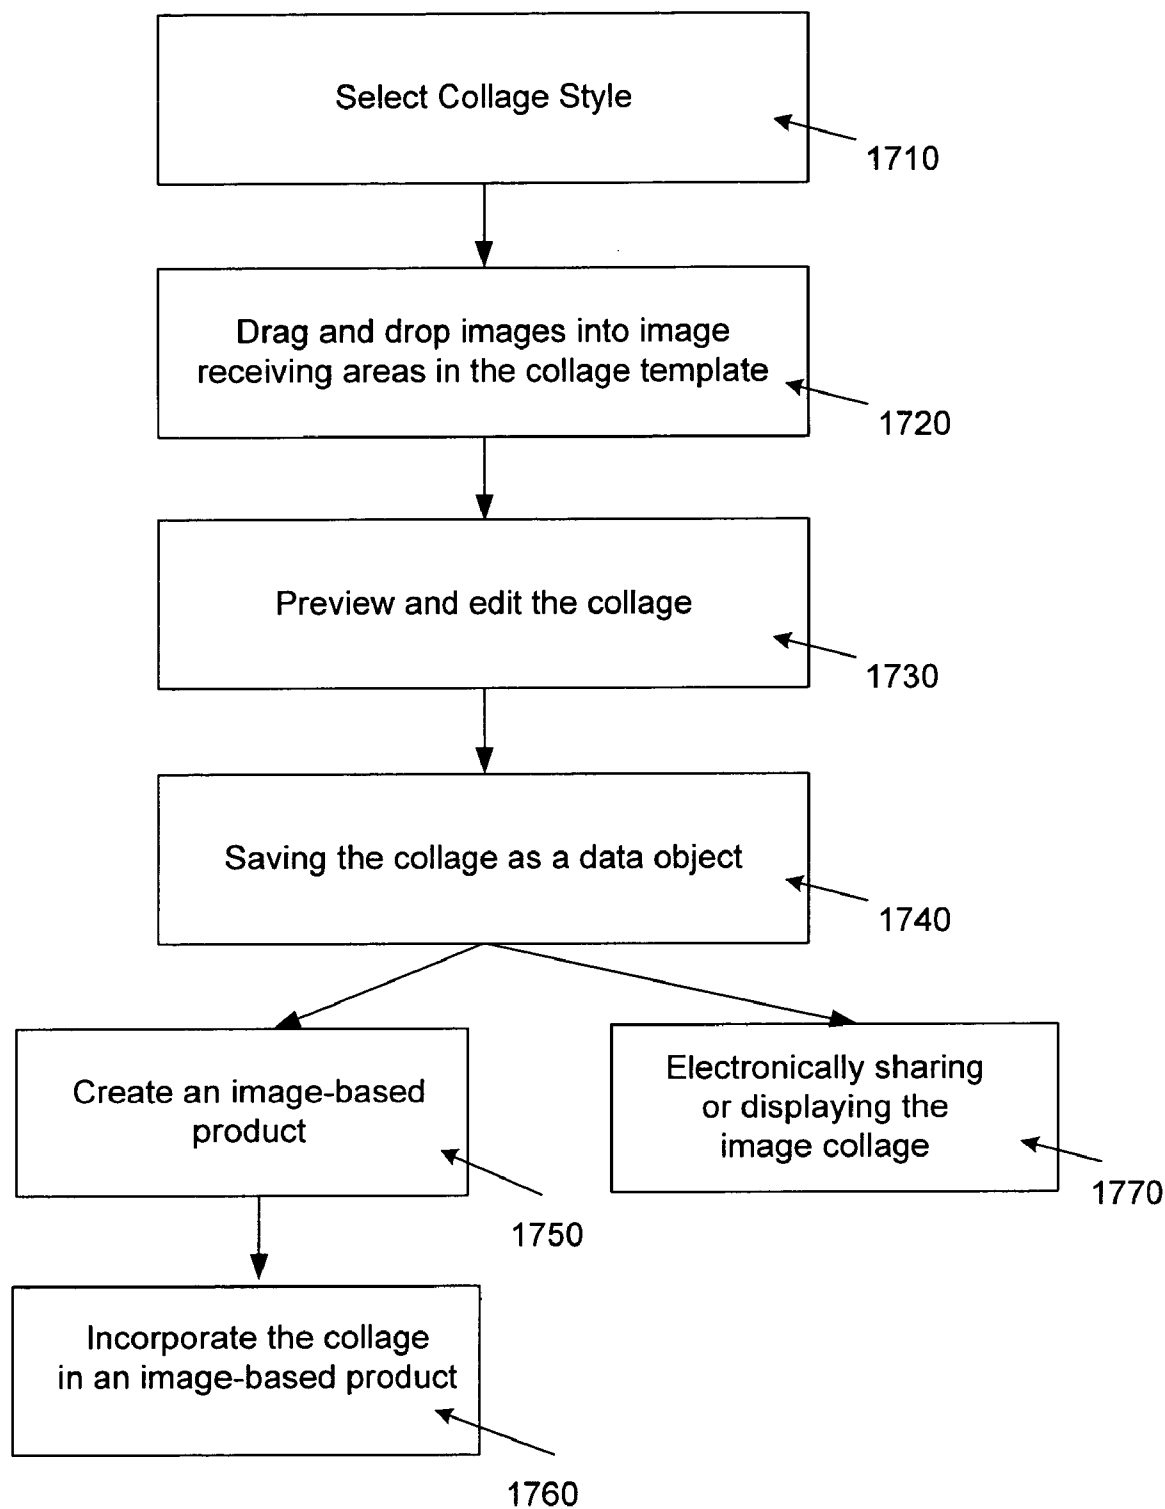 Select Collage Style
1710
Drag and drop images into image
receiving areas in the collage template
1720
Preview and edit the collage
1730
Saving the collage as a data object
1740
Create an image-based
product
1750
Electronically sharing
or displaying the
image collage
1770
Incorporate the collage
in an image-based product
1760